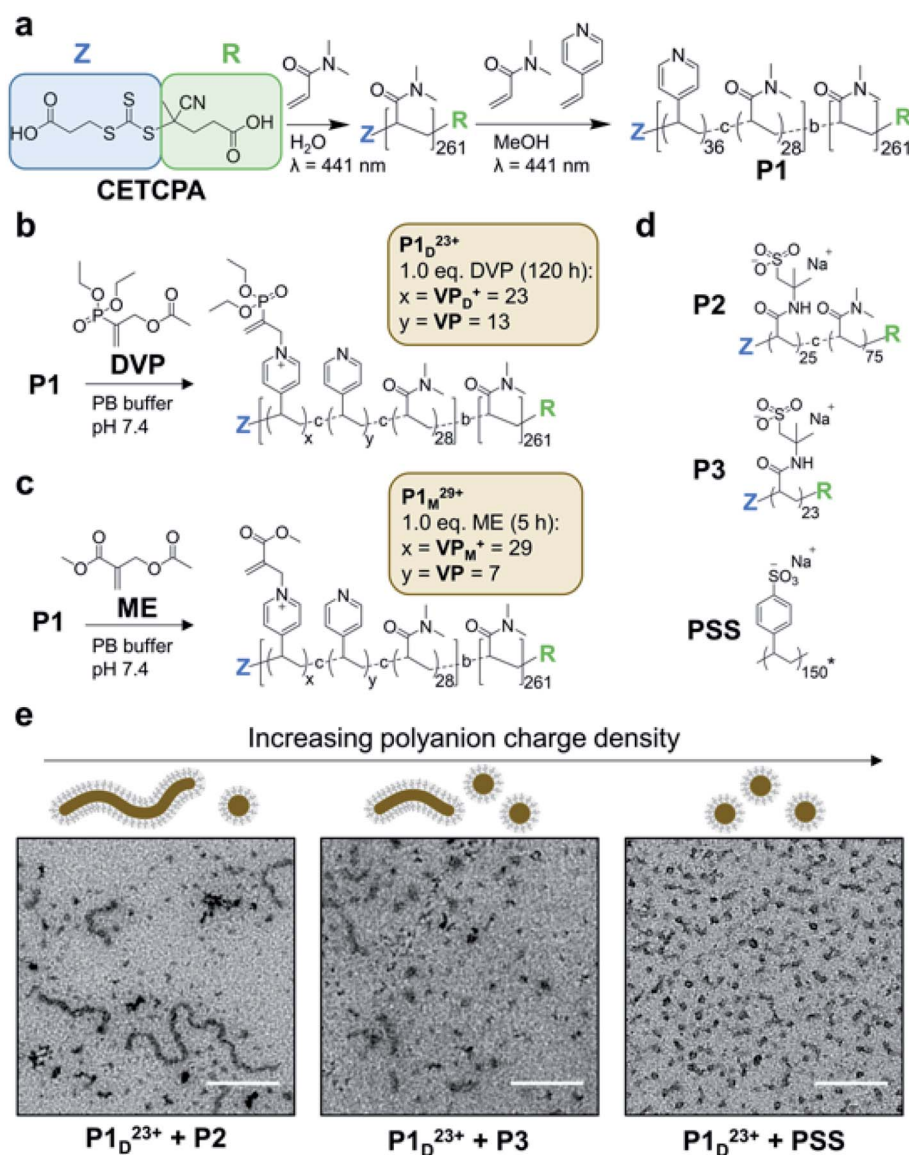 a
Z
R
HO
O
S
S
S
CN
OH
O
CETCPA
O
N
H₂O
λ = 441 nm
O
N
Z
R
261
O
N
N
MeOH
λ = 441 nm
N
O
N
O
N
Z
c
b
R
36
28
261
P1
b
O
O
P
O
O
O
DVP
P1
PB buffer
pH 7.4
O
O
P
O
N
+
N
O
N
O
N
Z
c
c
b
R
x
y
28
261
P1D²³⁺
1.0 eq. DVP (120 h):
x = VPD⁺ = 23
y = VP = 13
c
O
O
O
O
ME
P1
PB buffer
pH 7.4
O
O
N
+
N
O
N
O
N
Z
c
c
b
R
x
y
28
261
P1M²⁹⁺
1.0 eq. ME (5 h):
x = VPM⁺ = 29
y = VP = 7
d
P2
O
O
⁻O
S
Na⁺
O
NH
O
N
Z
c
R
25
75
P3
O
O
⁻O
S
Na⁺
O
NH
Z
R
23
PSS
Na⁺
⁻
SO₃
150*
e
Increasing polyanion charge density
P1D²³⁺ + P2
P1D²³⁺ + P3
P1D²³⁺ + PSS